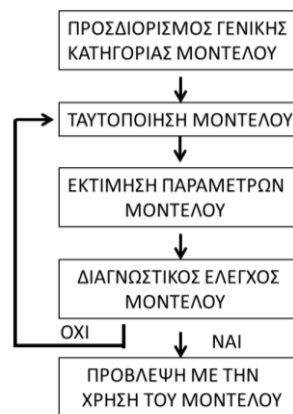 ΠΡΟΣΔΙΟΡΙΣΜΟΣ ΓΕΝΙΚΗΣ
ΚΑΤΗΓΟΡΙΑΣ ΜΟΝΤΕΛΟΥ
ΤΑΥΤΟΠΟΙΗΣΗ ΜΟΝΤΕΛΟΥ
ΕΚΤΙΜΗΣΗ ΠΑΡΑΜΕΤΡΩΝ
ΜΟΝΤΕΛΟΥ
ΔΙΑΓΝΩΣΤΙΚΟΣ ΕΛΕΓΧΟΣ
ΜΟΝΤΕΛΟΥ
ΟΧΙ
ΝΑΙ
ΠΡΟΒΛΕΨΗ ΜΕ ΤΗΝ
ΧΡΗΣΗ ΤΟΥ ΜΟΝΤΕΛΟΥ